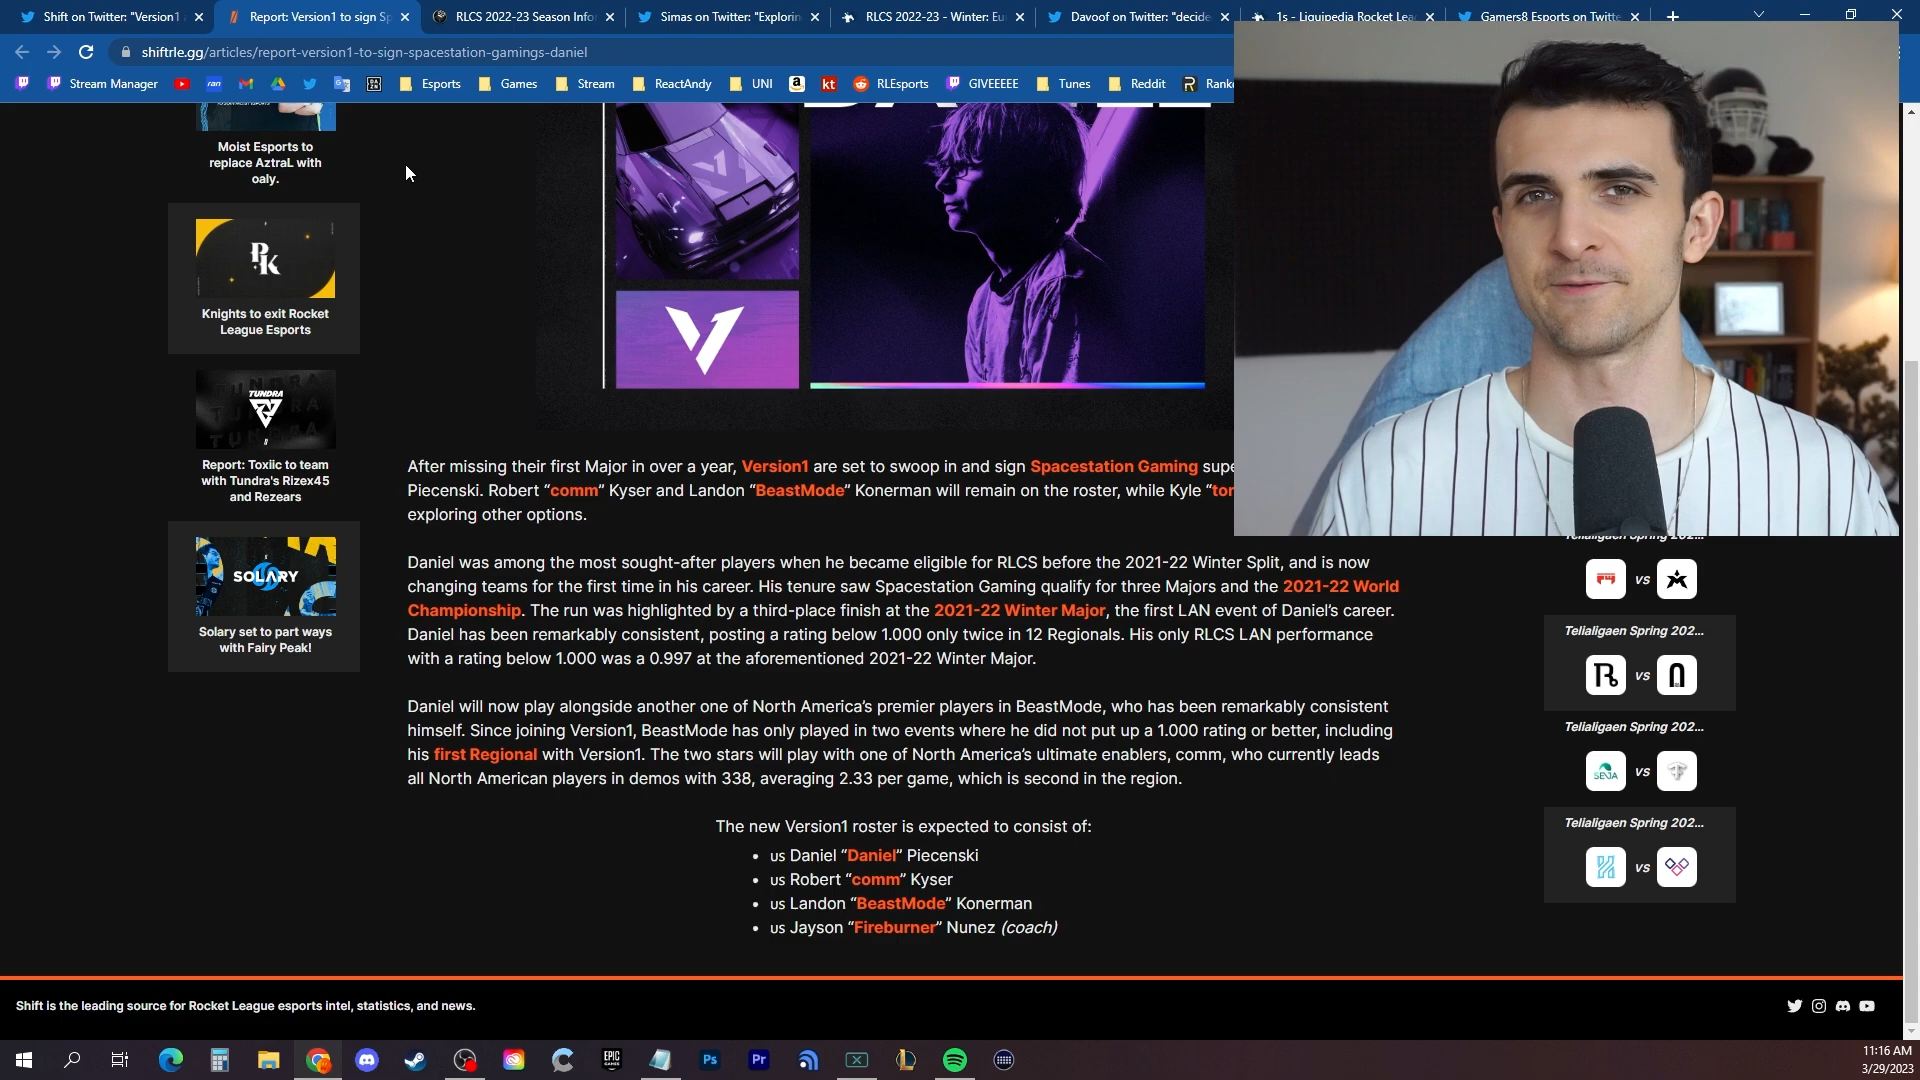 Shift on Twitter: "Version1
Report: Version1 to sign Sp
RLCS 2022-23 Season Info
Simas on Twitter: "Explorin
RLCS 2022-23 - Winter: Eu
Davoof on Twitter: "decide
1s - Liquipedia Rocket Lea
Gamers8 Esports on Twitte
shiftrle.gg/articles/report-version1-to-sign-spacestation-gamings-daniel
Stream Manager
ran
DAZN
Esports
Games
Stream
ReactAndy
UNI
kt
RLEsports
GIVEEEEE
Tunes
Reddit
Rank
Moist Esports to
replace AztraL with
oaly.
PK
Knights to exit Rocket
League Esports
TUNDRA
Report: Toxiic to team
with Tundra's Rizex45
and Rezears
SOLARY
Solary set to part ways
with Fairy Peak!
After missing their first Major in over a year, Version1 are set to swoop in and sign Spacestation Gaming supe
Piecenski. Robert “comm” Kyser and Landon “BeastMode” Konerman will remain on the roster, while Kyle “tor
exploring other options.
Daniel was among the most sought-after players when he became eligible for RLCS before the 2021-22 Winter Split, and is now
changing teams for the first time in his career. His tenure saw Spacestation Gaming qualify for three Majors and the 2021-22 World
Championship. The run was highlighted by a third-place finish at the 2021-22 Winter Major, the first LAN event of Daniel’s career.
Daniel has been remarkably consistent, posting a rating below 1.000 only twice in 12 Regionals. His only RLCS LAN performance
with a rating below 1.000 was a 0.997 at the aforementioned 2021-22 Winter Major.
Daniel will now play alongside another one of North America’s premier players in BeastMode, who has been remarkably consistent
himself. Since joining Version1, BeastMode has only played in two events where he did not put up a 1.000 rating or better, including
his first Regional with Version1. The two stars will play with one of North America’s ultimate enablers, comm, who currently leads
all North American players in demos with 338, averaging 2.33 per game, which is second in the region.
The new Version1 roster is expected to consist of:
• us Daniel “Daniel” Piecenski
• us Robert “comm” Kyser
• us Landon “BeastMode” Konerman
• us Jayson “Fireburner” Nunez (coach)
Telialigaen Spring 202...
vs
Telialigaen Spring 202...
vs
Telialigaen Spring 202...
SENJA
vs
Telialigaen Spring 202...
vs
Shift is the leading source for Rocket League esports intel, statistics, and news.
EPIC
GAMES
Ps
Pr
11:16 AM
3/29/2023